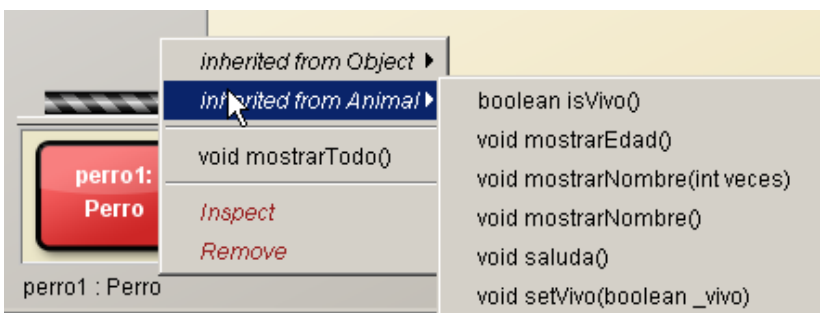 inherited from Object
inherited from Animal
void mostrarTodo()
Inspect
Remove
boolean isVivo()
void mostrarEdad()
void mostrarNombre(int veces)
void mostrarNombre()
void saluda()
void setVivo(boolean _vivo)
perro1:
Perro
perro1 : Perro